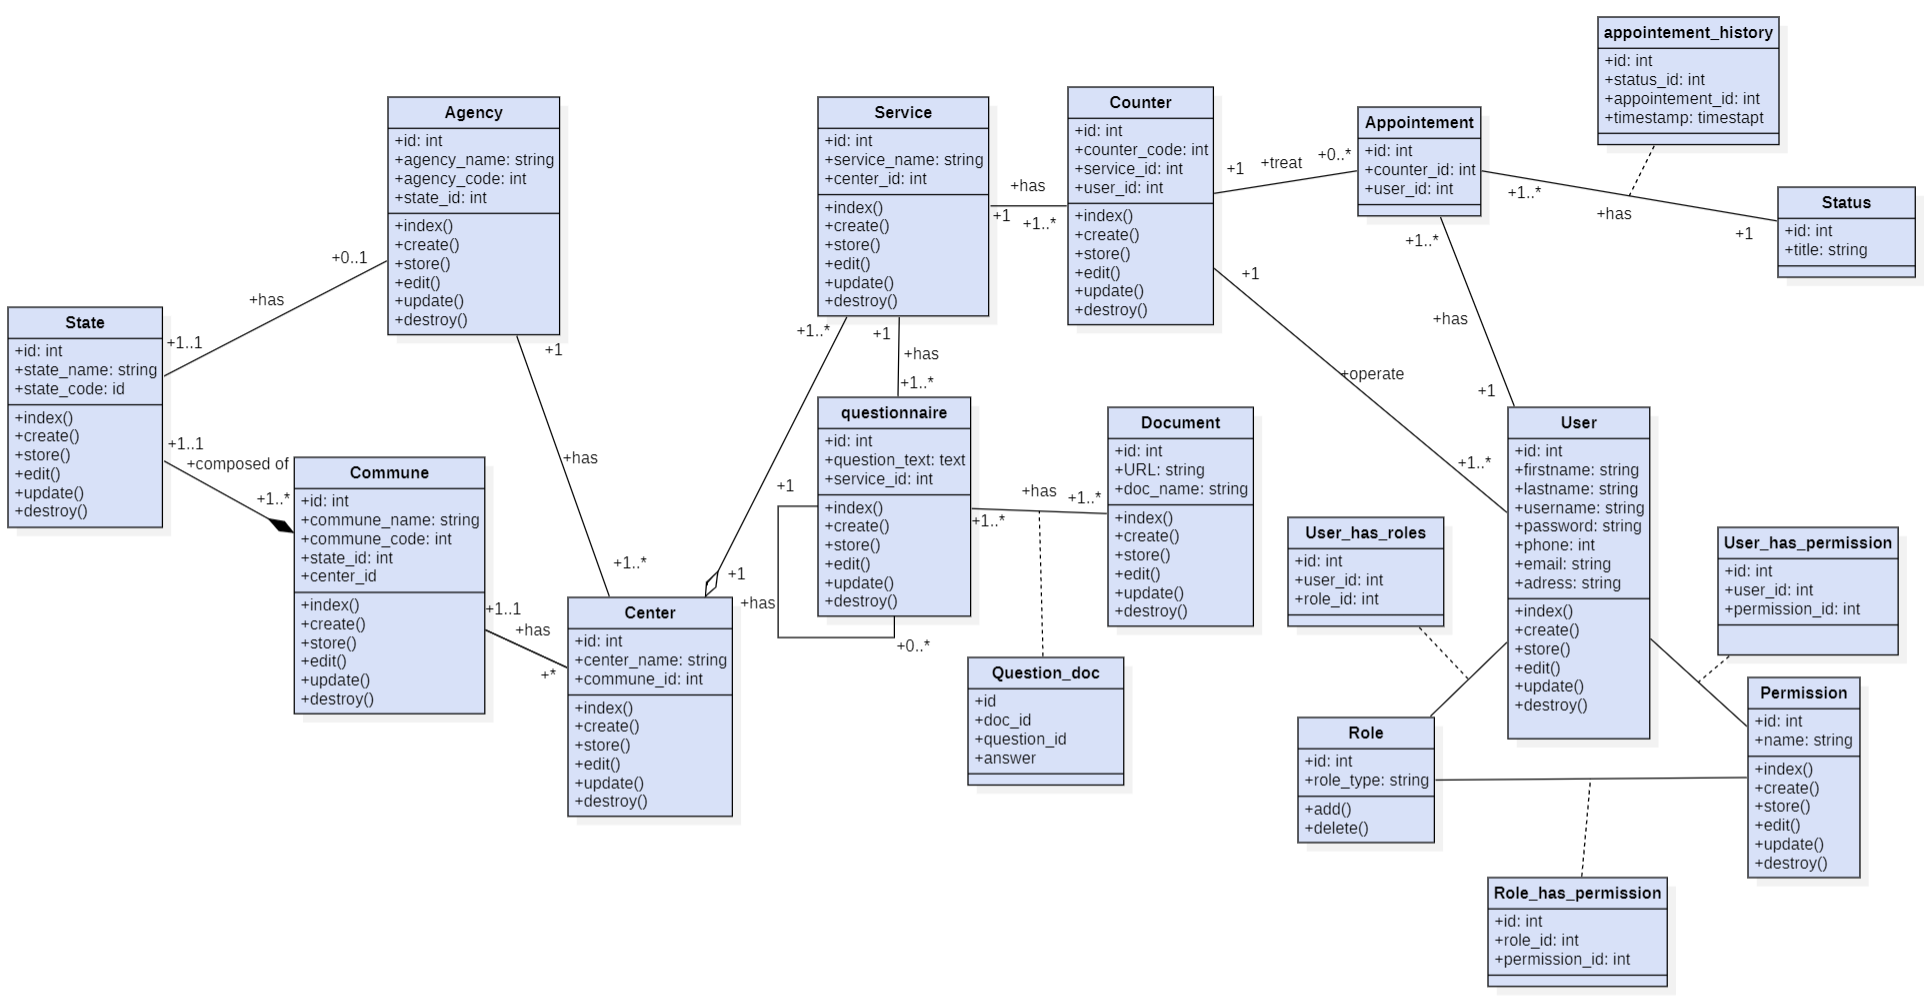 appointement_history
+id: int
+status_id: int
+appointement_id: int
+timestamp: timestapt
Agency
+id: int
+agency_name: string
+agency_code: int
+state_id: int
+index()
+create()
+store()
+edit()
+update()
+destroy()
Service
+id: int
+service_name: string
+center_id: int
+index()
+create()
+store()
+edit()
+update()
+destroy()
Counter
+id: int
+counter_code: int
+service_id: int
+user_id: int
+index()
+create()
+store()
+edit()
+update()
+destroy()
Appointement
+id: int
+counter_id: int
+user_id: int
Status
+id: int
+title: string
+has
+1
+1..*
+1
+treat
+0..*
+1..*
+has
+1
+0..1
+has
+1..1
State
+id: int
+state_name: string
+state_code: id
+index()
+create()
+store()
+edit()
+update()
+destroy()
+1..1
+composed of
+1..*
Commune
+id: int
+commune_name: string
+commune_code: int
+state_id: int
+center_id
+index()
+create()
+store()
+edit()
+update()
+destroy()
+1..1
+has
+*
+1
+has
+1..*
Center
+id: int
+center_name: string
+commune_id: int
+index()
+create()
+store()
+edit()
+update()
+destroy()
+1..*
+1
+1
+has
+1..*
questionnaire
+id: int
+question_text: text
+service_id: int
+index()
+create()
+store()
+edit()
+update()
+destroy()
+1
+has
+0..*
+1..*
+has
+1..*
Document
+id: int
+URL: string
+doc_name: string
+index()
+create()
+store()
+edit()
+update()
+destroy()
Question_doc
+id
+doc_id
+question_id
+answer
+1
+operate
+1..*
+1..*
+has
+1
User
+id: int
+firstname: string
+lastname: string
+username: string
+password: string
+phone: int
+email: string
+adress: string
+index()
+create()
+store()
+edit()
+update()
+destroy()
User_has_roles
+id: int
+user_id: int
+role_id: int
User_has_permission
+id: int
+user_id: int
+permission_id: int
Role
+id: int
+role_type: string
+add()
+delete()
Permission
+id: int
+name: string
+index()
+create()
+store()
+edit()
+update()
+destroy()
Role_has_permission
+id: int
+role_id: int
+permission_id: int